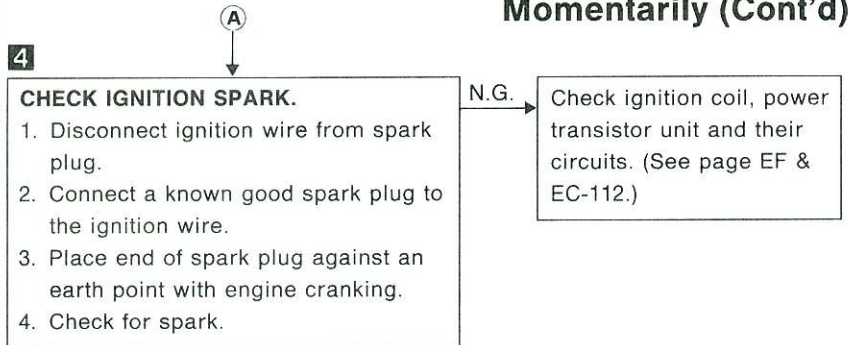 Momentarily (Cont'd)
A
4
CHECK IGNITION SPARK.
1. Disconnect ignition wire from spark
plug.
2. Connect a known good spark plug to
the ignition wire.
3. Place end of spark plug against an
earth point with engine cranking.
4. Check for spark.
N.G.
Check ignition coil, power
transistor unit and their
circuits. (See page EF &
EC-112.)